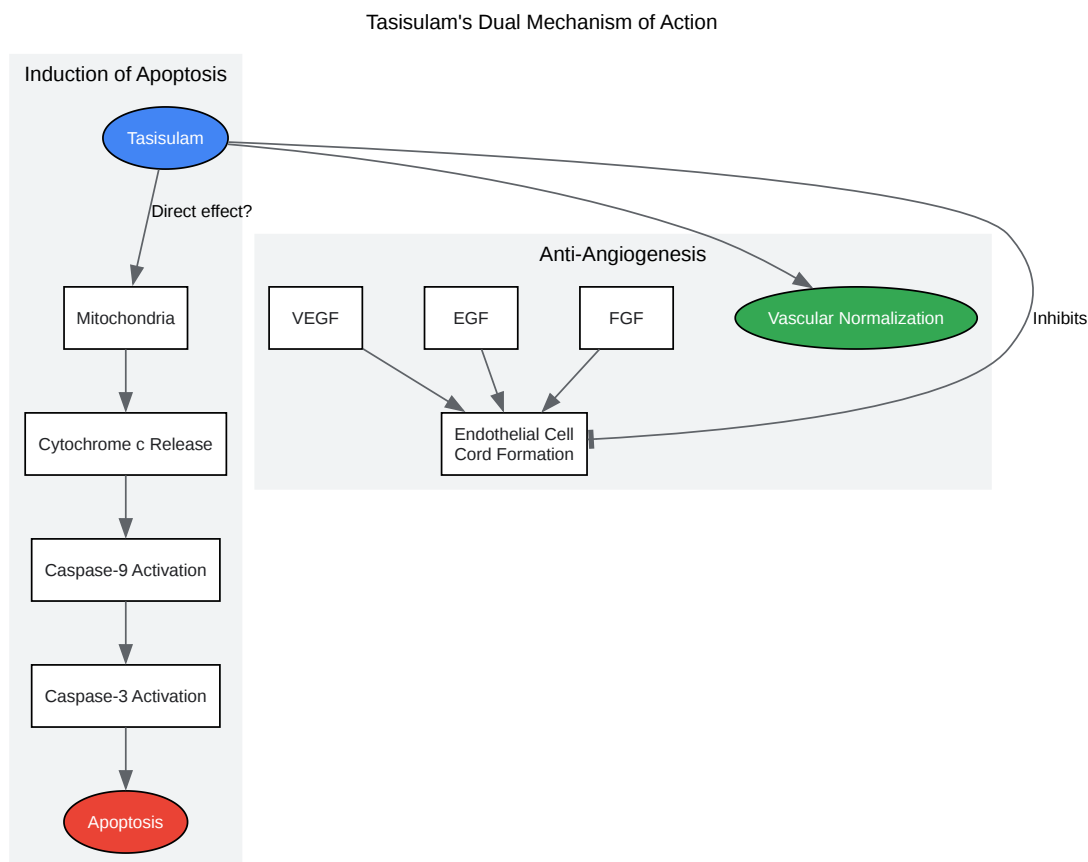 Tasisulam's Dual Mechanism of Action
Induction of Apoptosis
Tasisulam
Direct effect?
Anti-Angiogenesis
Mitochondria
VEGF
EGF
FGF
Vascular Normalization
Inhibits
Cytochrome c Release
Endothelial Cell
Cord Formation
Caspase-9 Activation
Caspase-3 Activation
Apoptosis